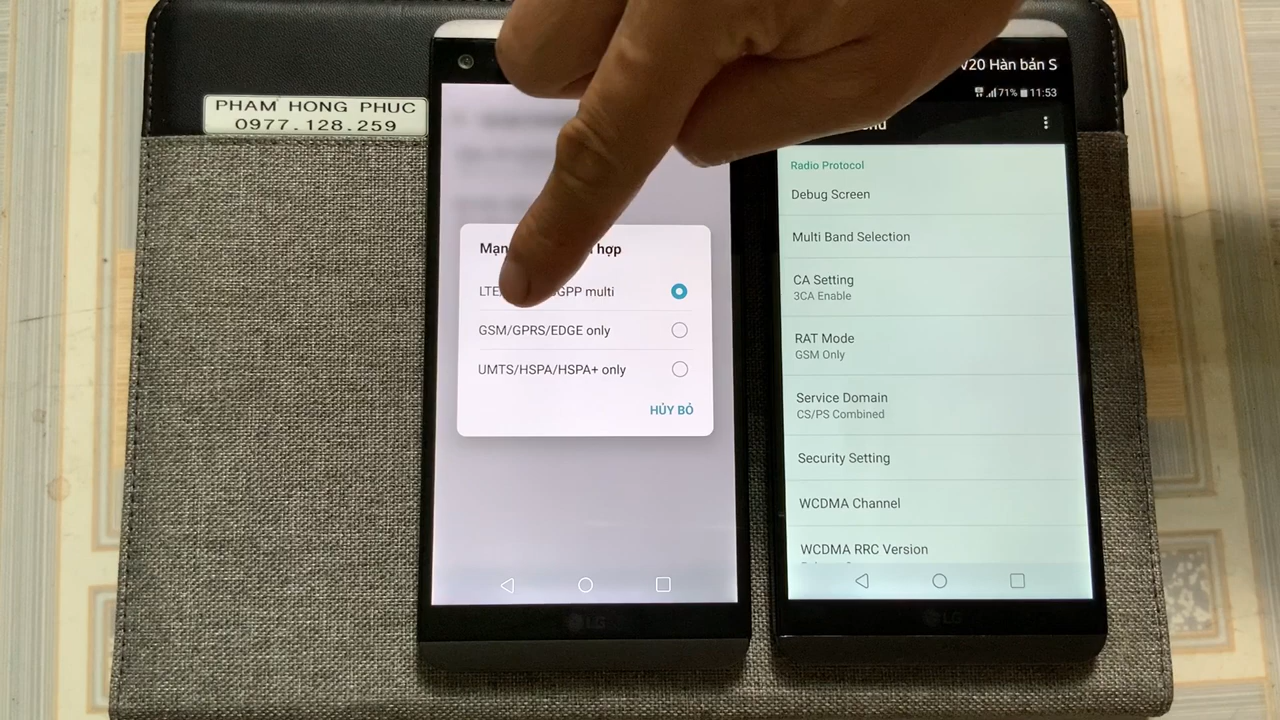 PHAM HONG PHUC
0977.128.259
hợp
multi
GSM/GPRS/EDGE only
UMTS/HSPA/HSPA+ only
HỦY BỎ
LG
V20 Hàn bản S
71% 11:53
Radio Protocol
Debug Screen
Multi Band Selection
CA Setting
3CA Enable
RAT Mode
GSM Only
Service Domain
CS/PS Combined
Security Setting
WCDMA Channel
WCDMA RRC Version
LG